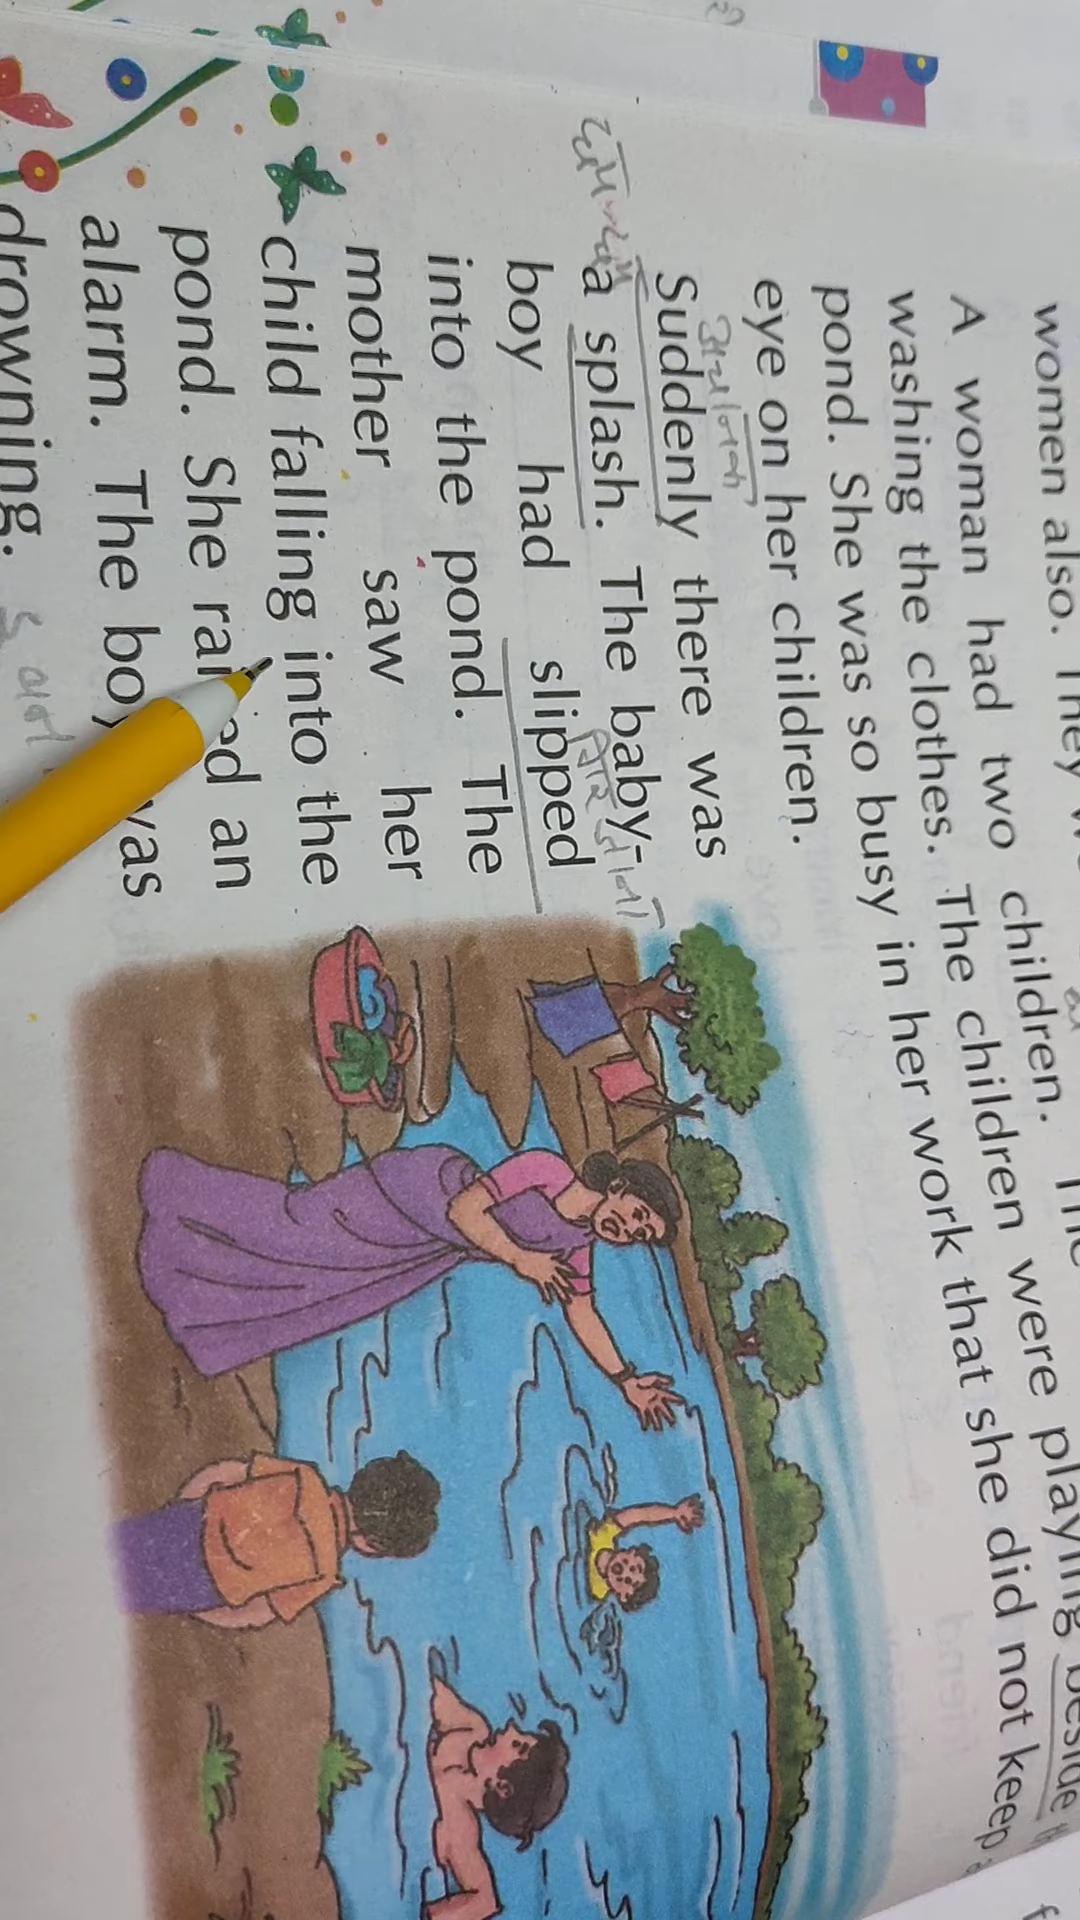 women also. They
A woman had two children. The
washing the clothes. The children were playing beside
pond. She was so busy in her work that she did not keep
eye on her children.
Suddenly there was
a splash. The baby-
boy had slipped
into the pond. The
mother saw her
child falling into the
pond. She an
alarm. The was
drowning.